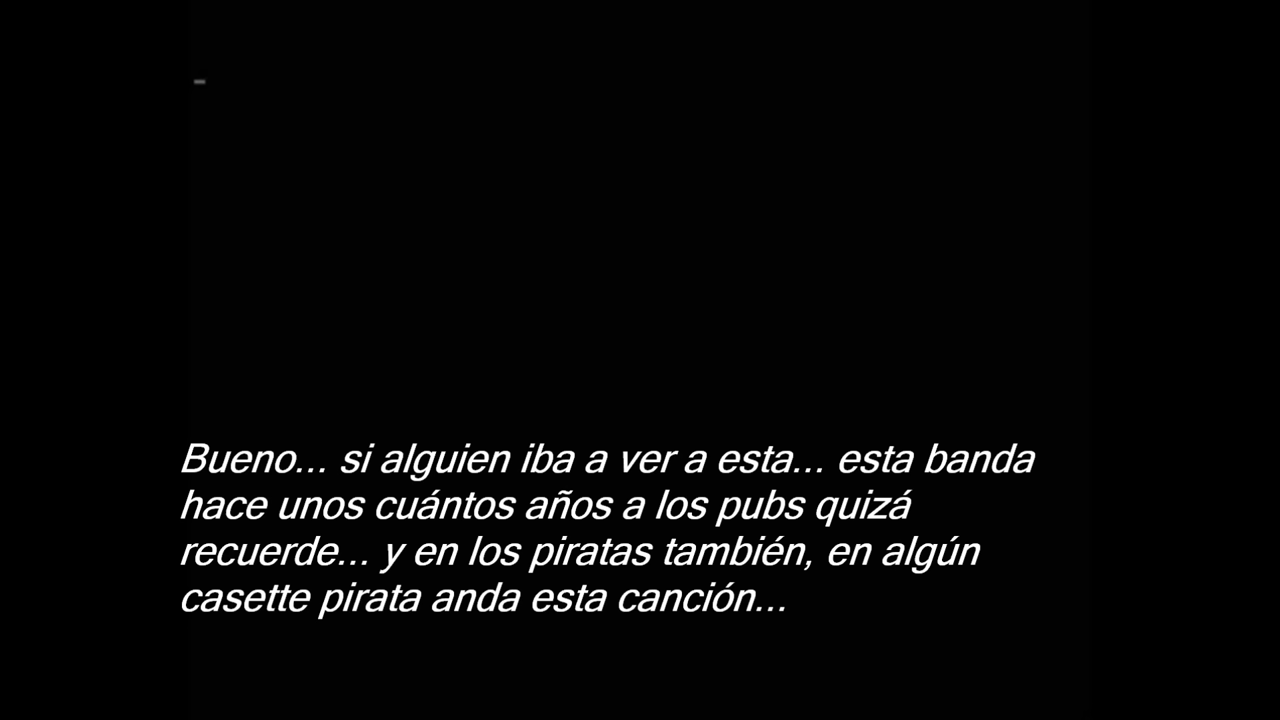 Bueno... si alguien iba a ver a esta... esta banda
hace unos cuántos años a los pubs quizá
recuerde... y en los piratas también, en algún
casette pirata anda esta canción...